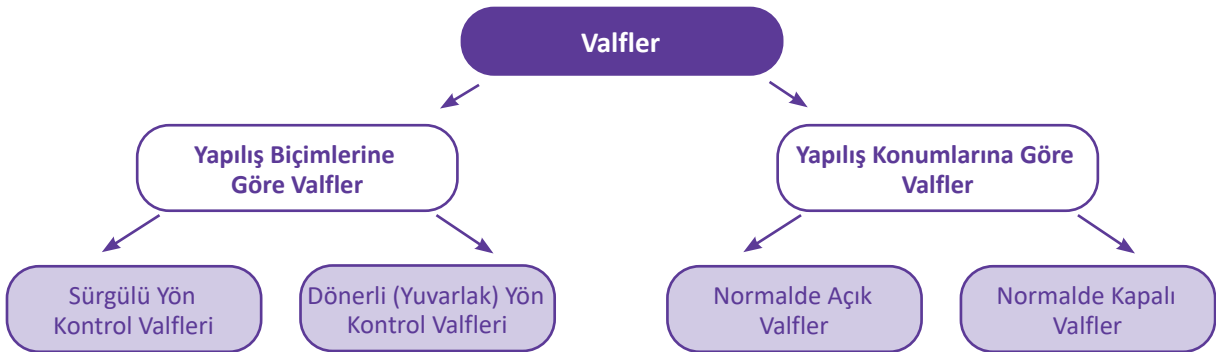 Valfler
Yapılış Biçimlerine
Göre Valfler
Yapılış Konumlarına Göre
Valfler
Sürgülü Yön
Kontrol Valfleri
Dönerli (Yuvarlak) Yön
Kontrol Valfleri
Normalde Açık
Valfler
Normalde Kapalı
Valfler